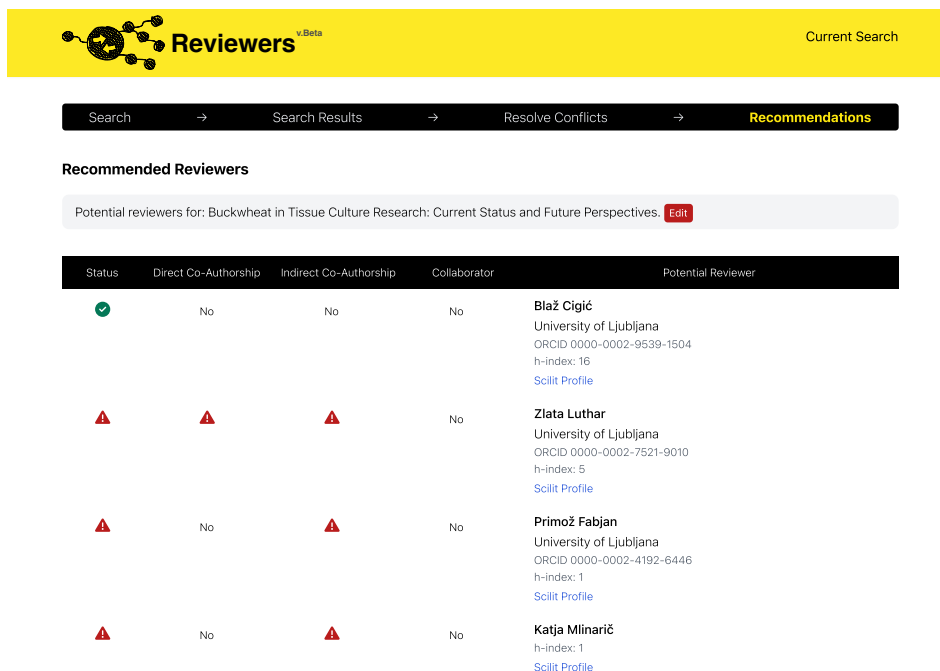 Reviewers v.Beta
Current Search
Search → Search Results → Resolve Conflicts → Recommendations
Recommended Reviewers
Potential reviewers for: Buckwheat in Tissue Culture Research: Current Status and Future Perspectives. Edit
Status Direct Co-Authorship Indirect Co-Authorship Collaborator Potential Reviewer
No No No Blaž Cigić
University of Ljubljana
ORCID 0000-0002-9539-1504
h-index: 16
Scilit Profile
No Zlata Luthar
University of Ljubljana
ORCID 0000-0002-7521-9010
h-index: 5
Scilit Profile
No No Primož Fabjan
University of Ljubljana
ORCID 0000-0002-4192-6446
h-index: 1
Scilit Profile
No No Katja Mlinarič
h-index: 1
Scilit Profile